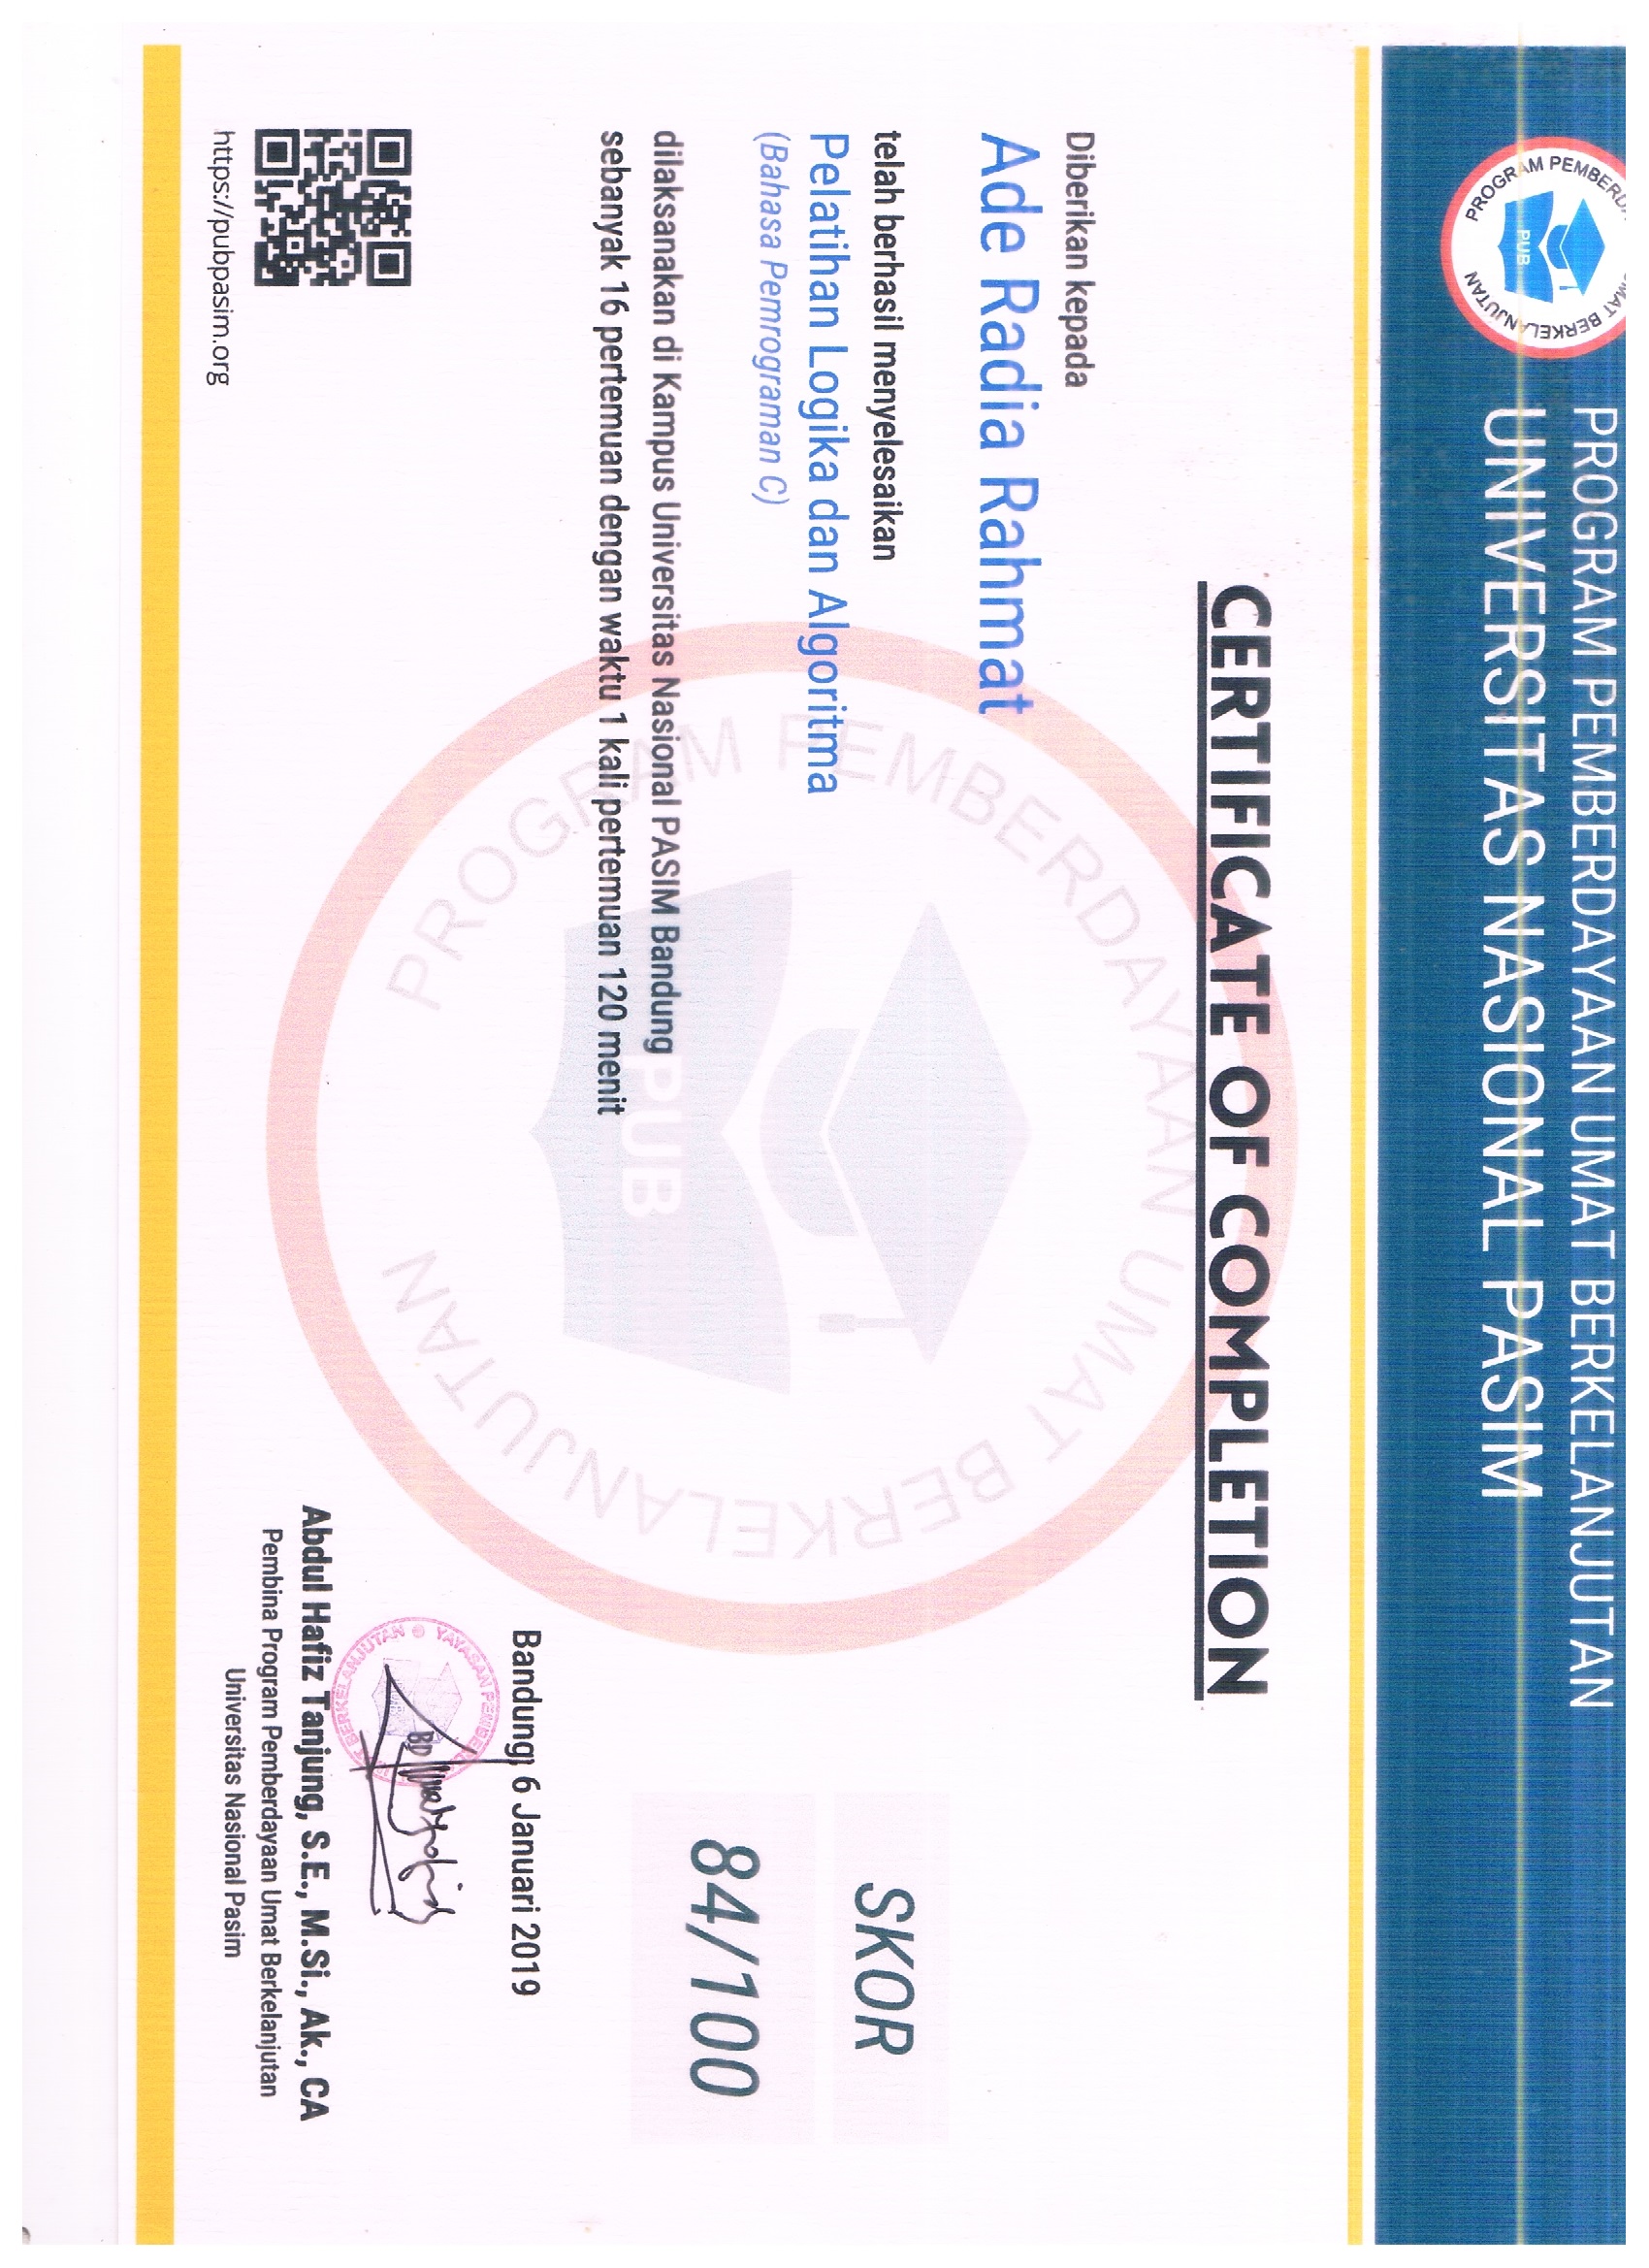 PROGRAM PEMBERDAYAAN UMAT BERKELANJUTAN
UNIVERSITAS NASIONAL PASIM
PROGRAM PEMBERDAYAAN UMAT BERKELANJUTAN
PUB
CERTIFICATE OF COMPLETION
Diberikan kepada
Ade Radia Rahmat
telah berhasil menyelesaikan
Pelatihan Logika dan Algoritma
(Bahasa Pemrograman C)
dilaksanakan di Kampus Universitas Nasional PASIM Bandung
sebanyak 16 pertemuan dengan waktu 1 kali pertemuan 120 menit
SKOR
84/100
PROGRAM PEMBERDAYAAN UMAT BERKELANJUTAN
PUB
Bandung, 6 Januari 2019
YAYASAN
BERKELANJUTAN
Abdul Hafiz Tanjung, S.E., M.Si., Ak., CA
Pembina Program Pemberdayaan Umat Berkelanjutan
Universitas Nasional Pasim
https://pubpasim.org